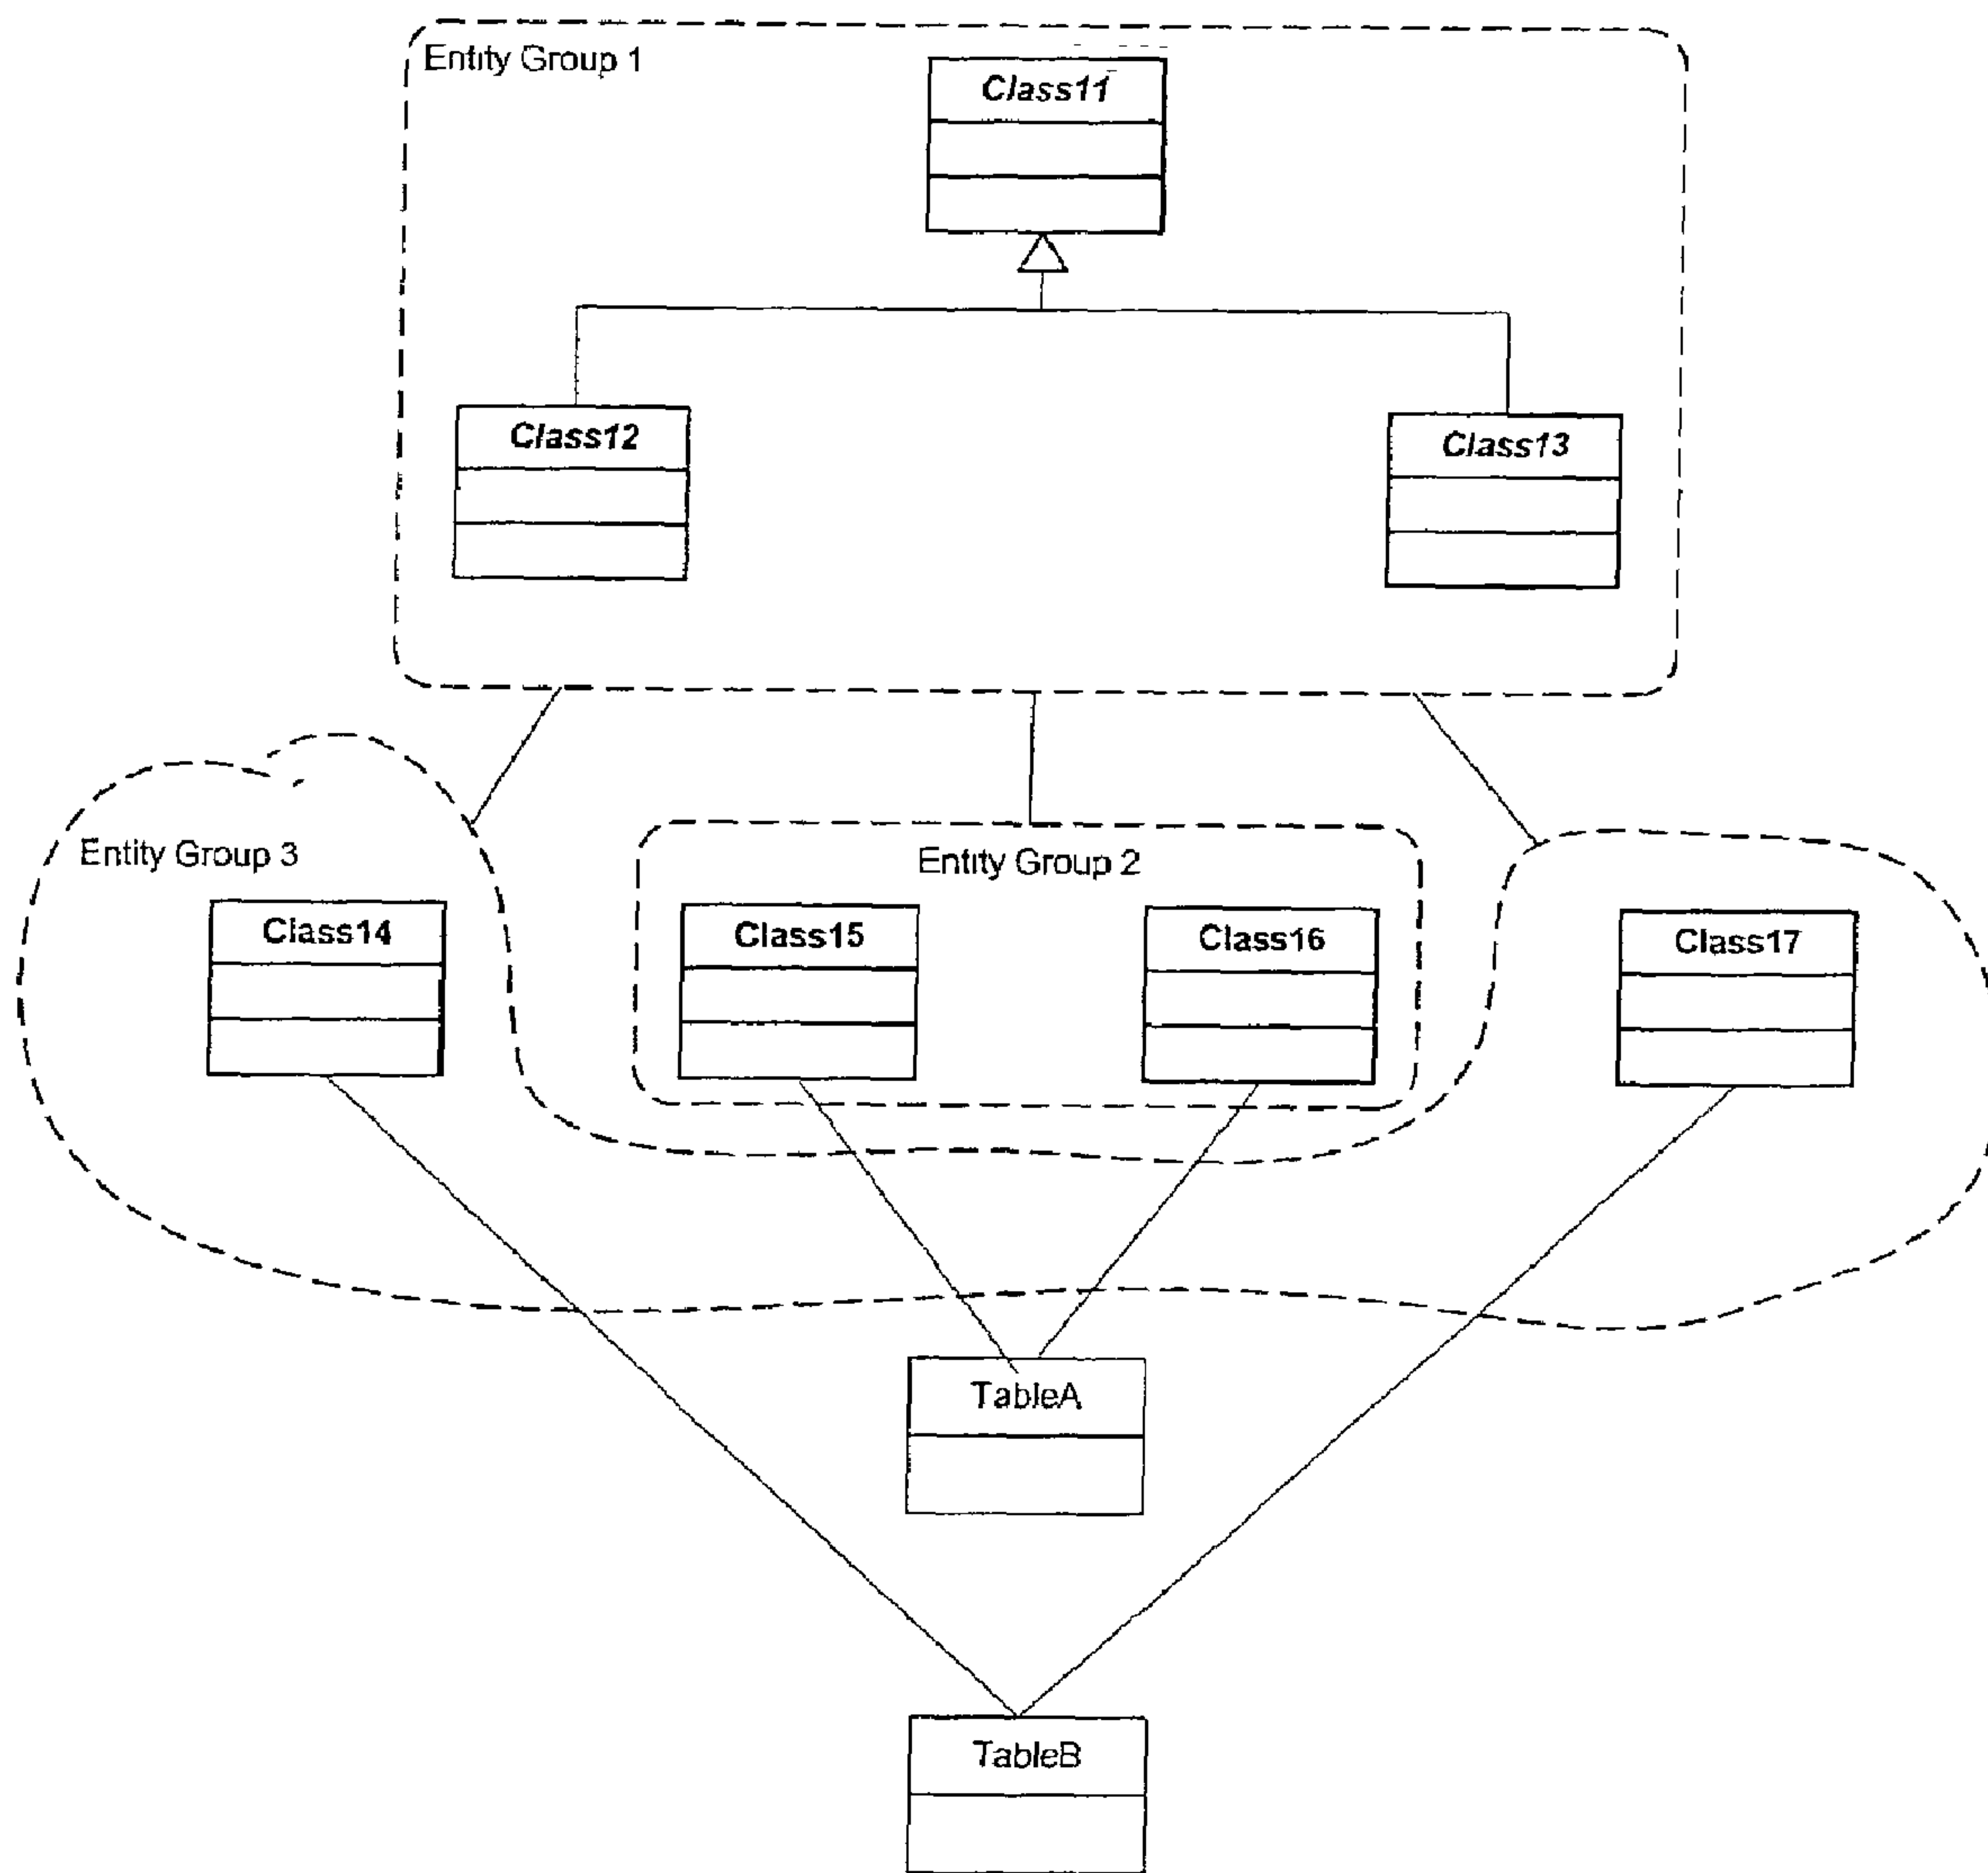 Entity Group 1
Class11
Class12
Class13
Entity Group 3
Entity Group 2
Class14
Class15
Class16
Class17
TableA
TableB